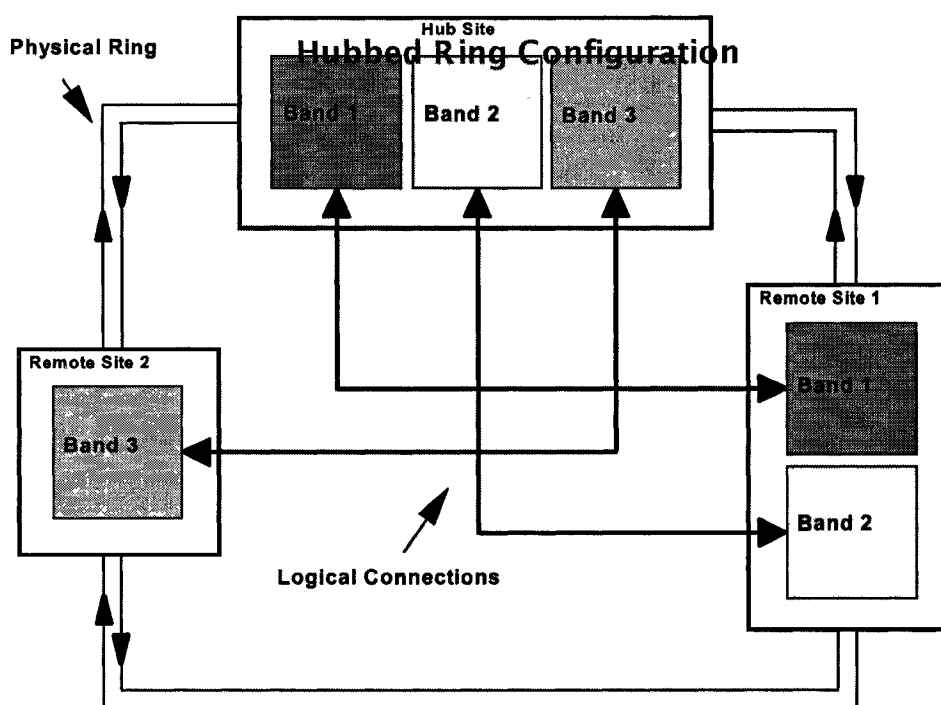 Hub Site
Physical Ring
Hubbed Ring Configuration
Band 1
Band 2
Band 3
Remote Site 1
Remote Site 2
Band 1
Band 3
Band 2
Logical Connections